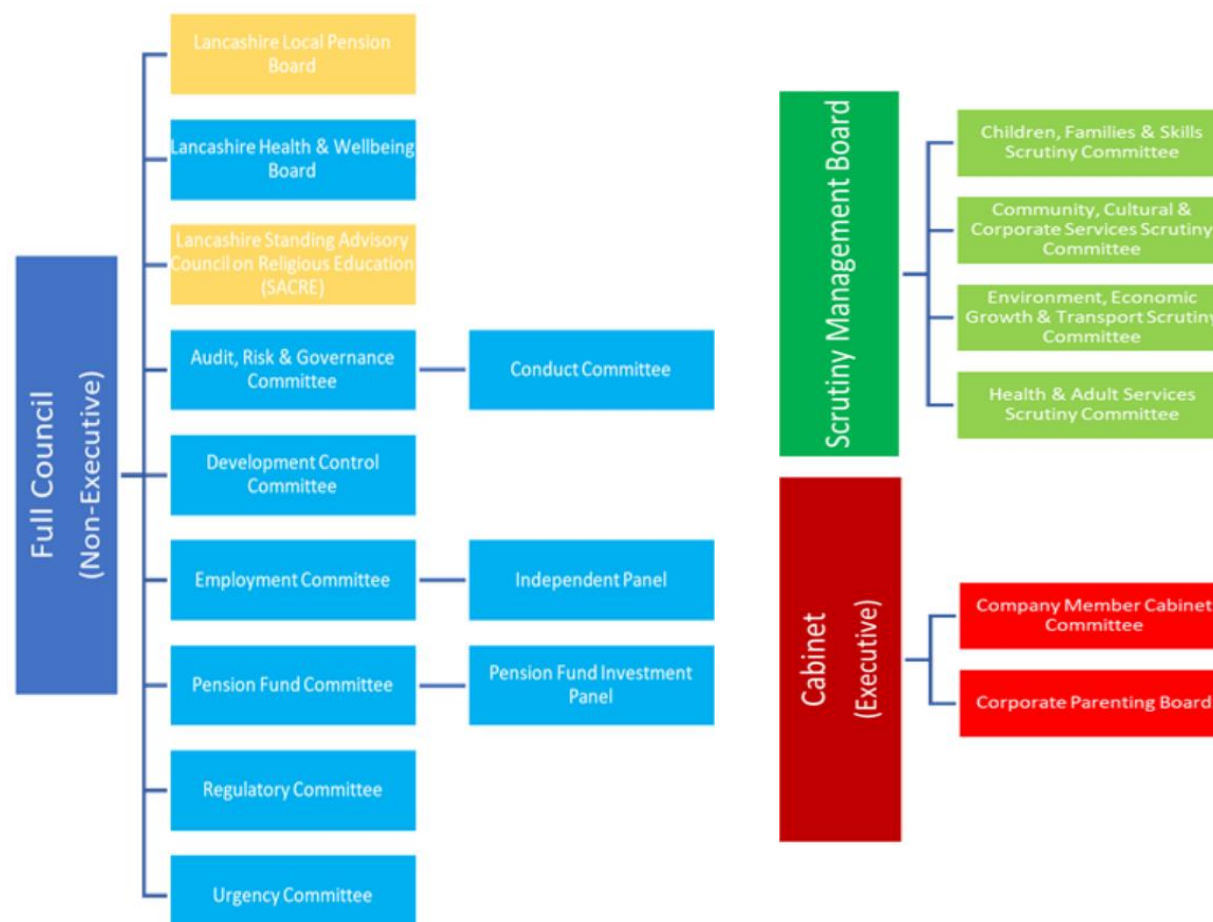 Full Council
(Non-Executive)
Lancashire Local Pension
Board
Lancashire Health & Wellbeing
Board
Lancashire Standing Advisory
Council on Religious Education
(SACRE)
Audit, Risk & Governance
Committee
Conduct Committee
Development Control
Committee
Employment Committee
Independent Panel
Pension Fund Committee
Pension Fund Investment
Panel
Regulatory Committee
Urgency Committee
Scrutiny Management Board
Children, Families & Skills
Scrutiny Committee
Community, Cultural &
Corporate Services Scrutiny
Committee
Environment, Economic
Growth & Transport Scrutiny
Committee
Health & Adult Services
Scrutiny Committee
Cabinet
(Executive)
Company Member Cabinet
Committee
Corporate Parenting Board